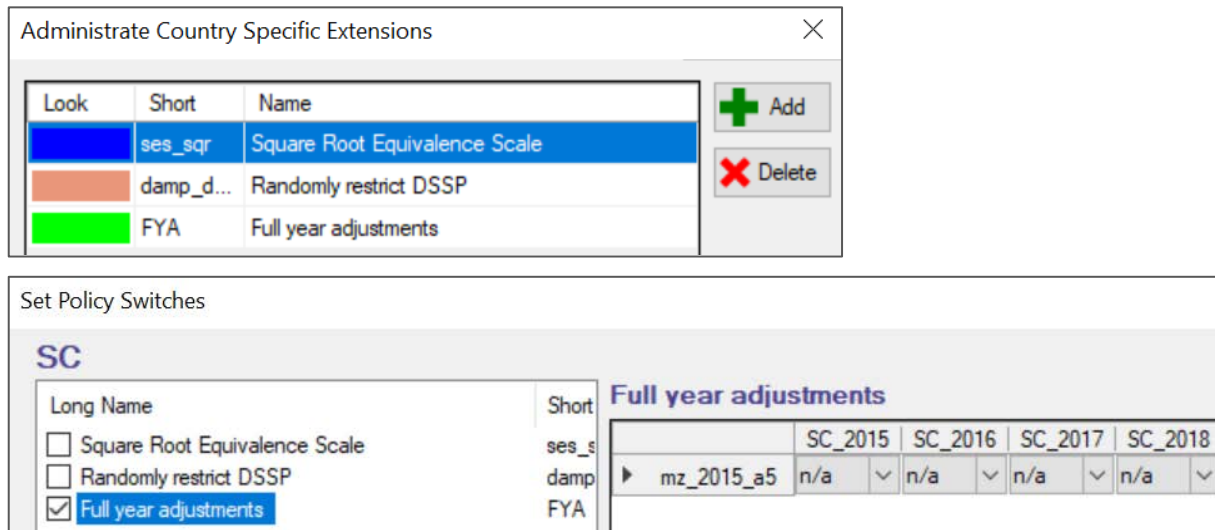 Administrate Country Specific Extensions
Look Short Name
ses_sqr Square Root Equivalence Scale
damp_d... Randomly restrict DSSP
FYA Full year adjustments
Add
Delete
Set Policy Switches
SC
Long Name Short
Square Root Equivalence Scale ses_s
Randomly restrict DSSP damp
Full year adjustments FYA
Full year adjustments
SC_2015 SC_2016 SC_2017 SC_2018
mz_2015_a5 n/a n/a n/a n/a